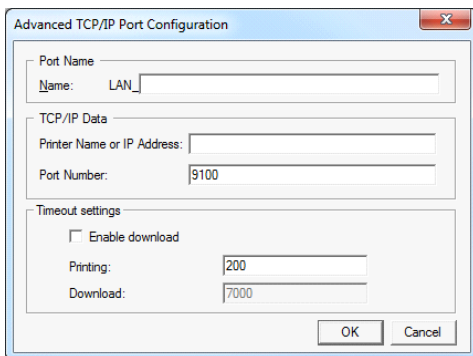 Advanced TCP/IP Port Configuration
Port Name
Name: LAN_
TCP/IP Data
Printer Name or IP Address:
Port Number: 9100
Timeout settings
Enable download
Printing: 200
Download: 7000
OK Cancel